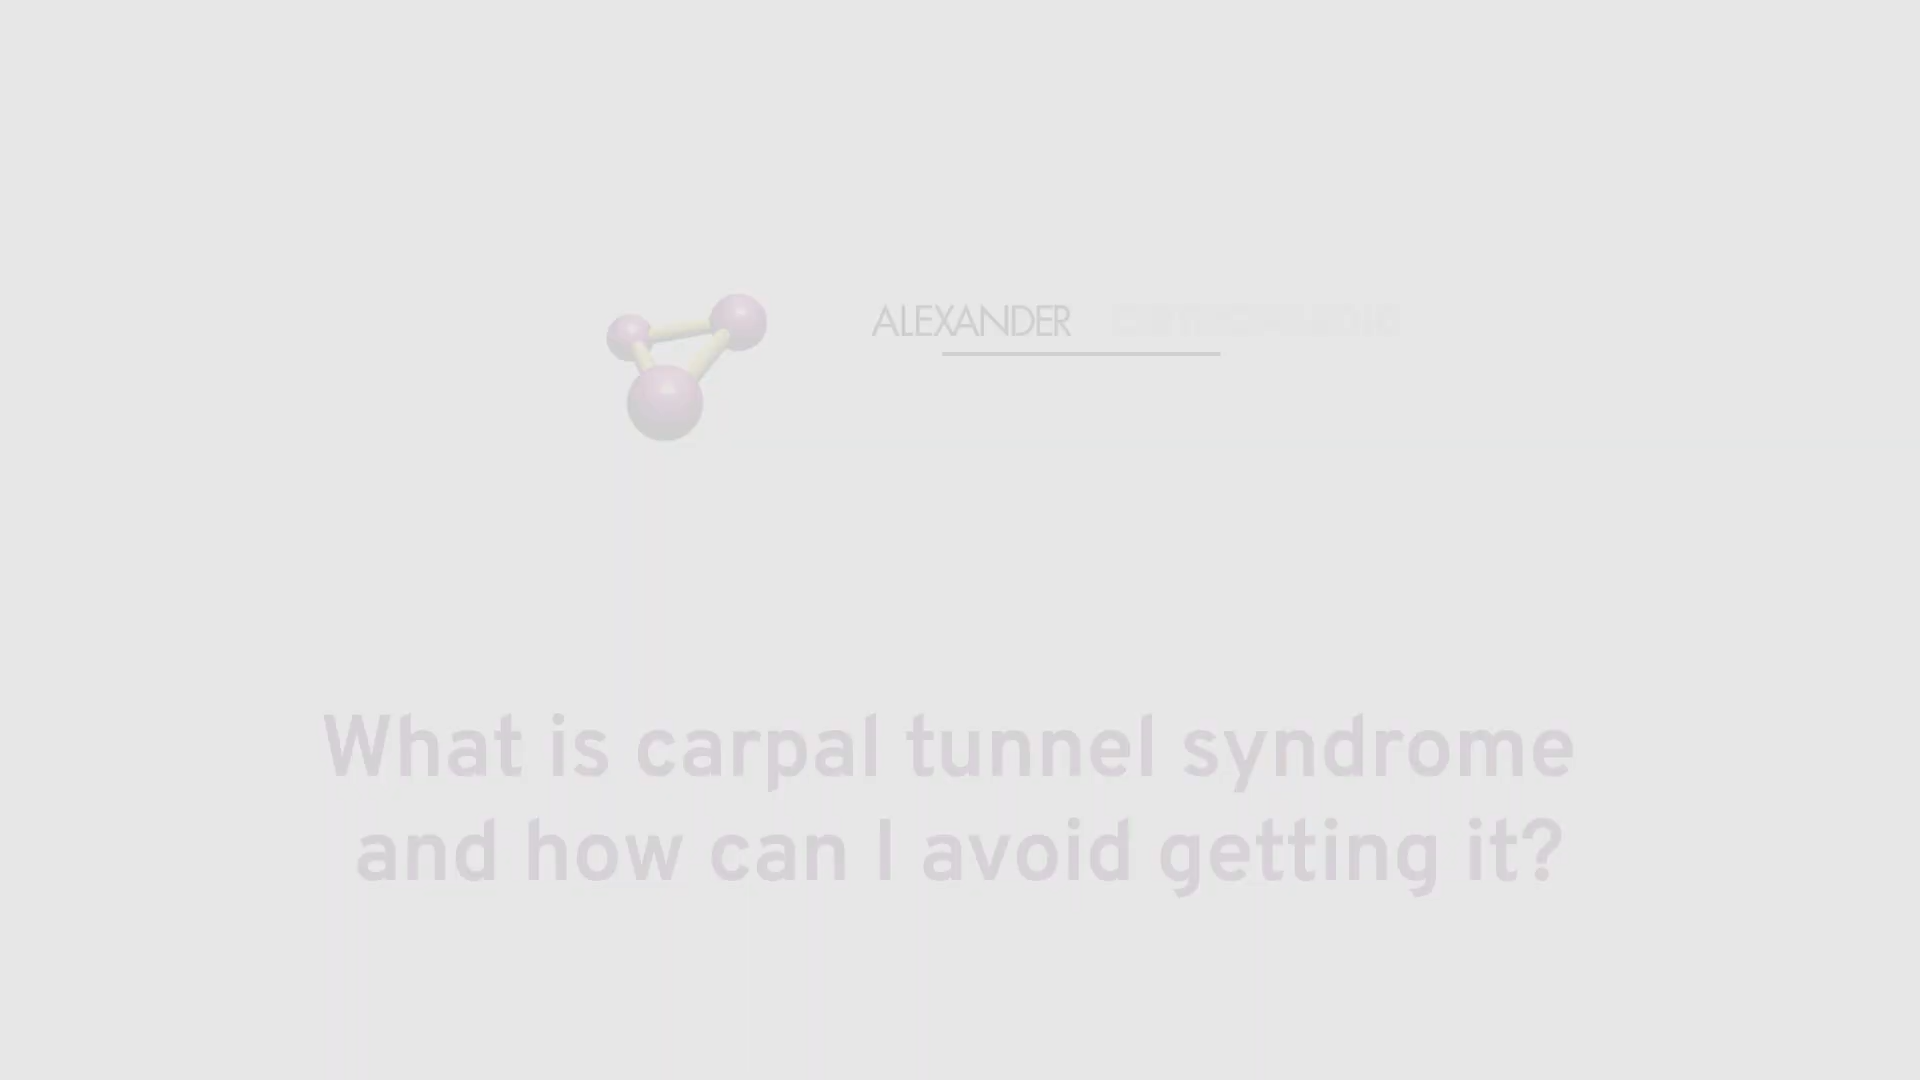 ALEXANDER
What is carpal tunnel syndrome
and how can I avoid getting it?